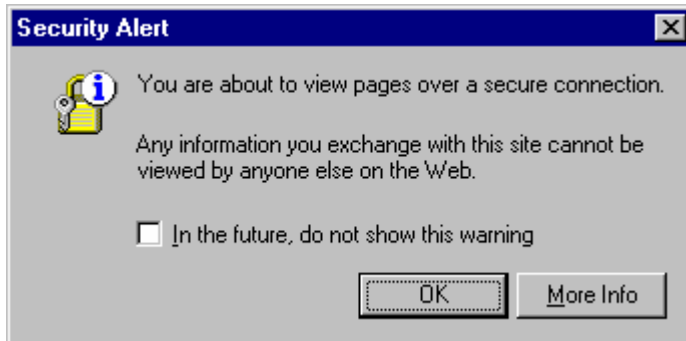 Security Alert
You are about to view pages over a secure connection.
Any information you exchange with this site cannot be
viewed by anyone else on the Web.
In the future, do not show this warning
OK
More Info